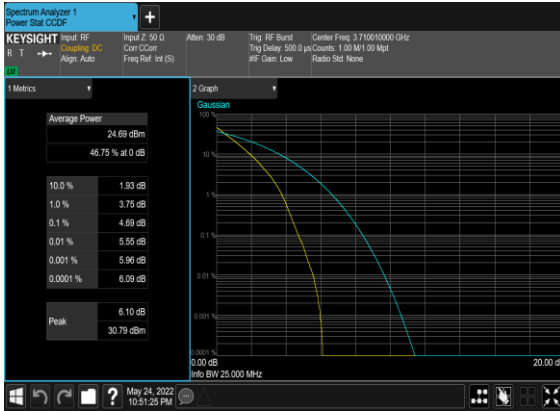 Spectrum Analyzer 1
Power Stat CCDF
+
KEYSIGHT
R T
LXI
Input: RF
Coupling: DC
Align: Auto
Input Z: 50 Ω
Corr CCorr
Freq Ref: Int (S)
Atten: 30 dB
Trig: RF Burst
Trig Delay: 500.0 µs
#IF Gain: Low
Center Freq: 3.710010000 GHz
Counts: 1.00 M/1.00 Mpt
Radio Std: None
1 Metrics
Average Power
24.69 dBm
46.75 % at 0 dB
10.0 % 1.93 dB
1.0 % 3.75 dB
0.1 % 4.69 dB
0.01 % 5.55 dB
0.001 % 5.96 dB
0.0001 % 6.09 dB
Peak
6.10 dB
30.79 dBm
2 Graph
Gaussian
100 %
10 %
1 %
0.1 %
0.01 %
0.001 %
0.0001 %
0.00 dB
20.00 d
Info BW 25.000 MHz
?
May 24, 2022
10:51:25 PM